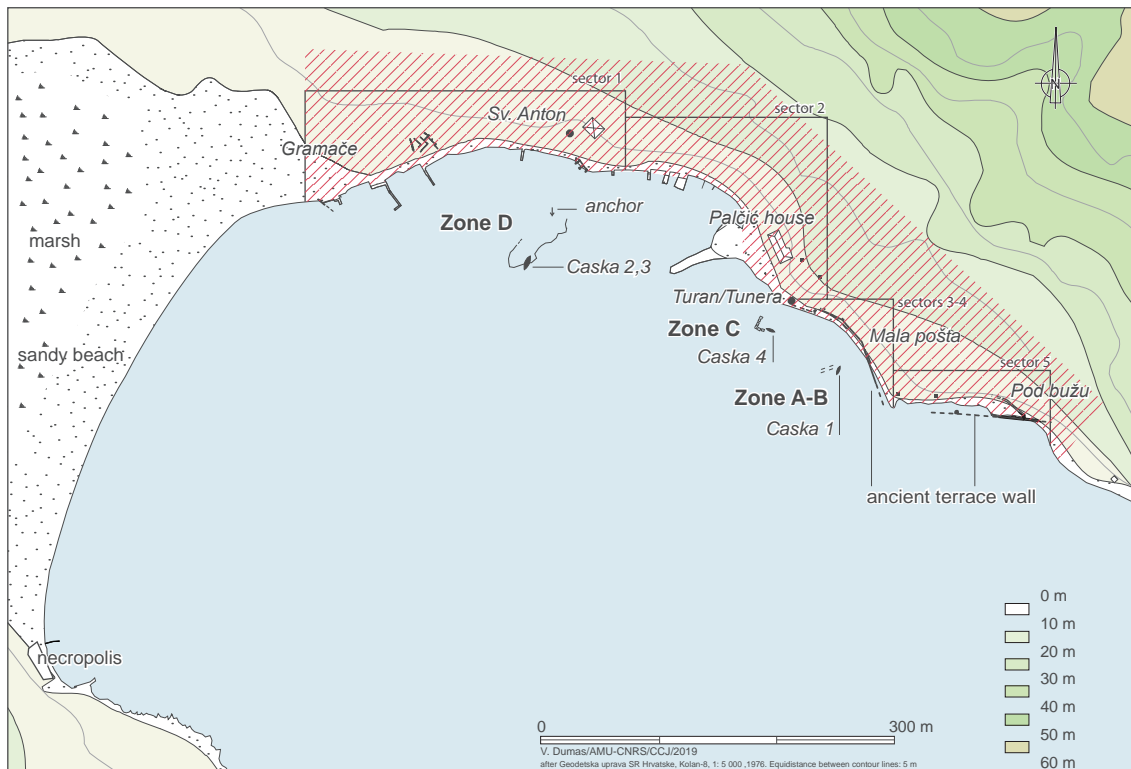 sector 1
sector 2
Sv. Anton
Gramače
N
anchor
Zone D
Palčić house
marsh
Caska 2,3
Turan/Tunera
sectors 3-4
Zone C
Mala pošta
sandy beach
Caska 4
sector 5
Pod bužu
Zone A-B
Caska 1
ancient terrace wall
necropolis
0 m
10 m
20 m
30 m
40 m
50 m
60 m
0 300 m
V. Dumas/AMU-CNRS/CCJ/2019
after Geodetska uprava SR Hrvatske, Kolan-8, 1: 5 000 ,1976. Equidistance between contour lines: 5 m